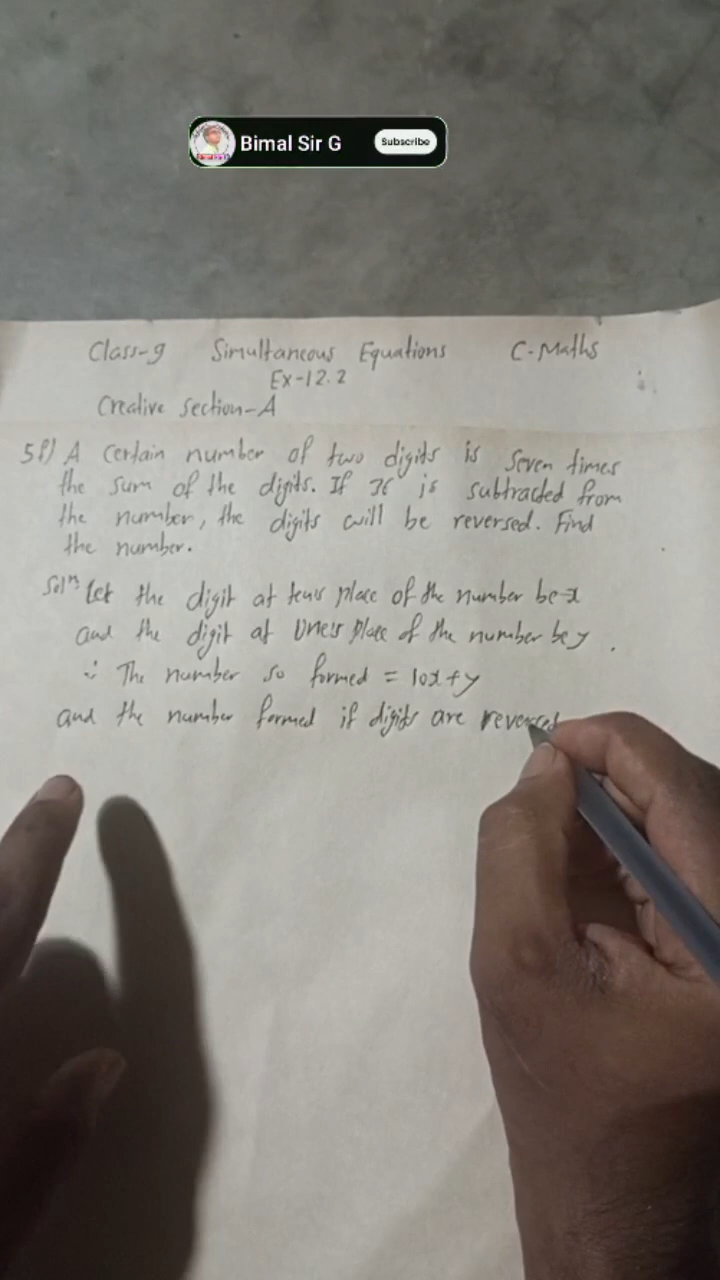 Bimal Sir G Subscribe
Class-9 Simultaneous Equations C-Maths
Ex-12.2
Creative Section-A
5f) A certain number of two digits is seven times
the sum of the digits. If 36 is subtracted from
the number, the digits will be reversed. Find
the number.
Solⁿ: Let the digit at ten's place of the number be x
and the digit at one's place of the number be y.
∴ The number so formed = 10x+y
and the number formed if digits are reversed